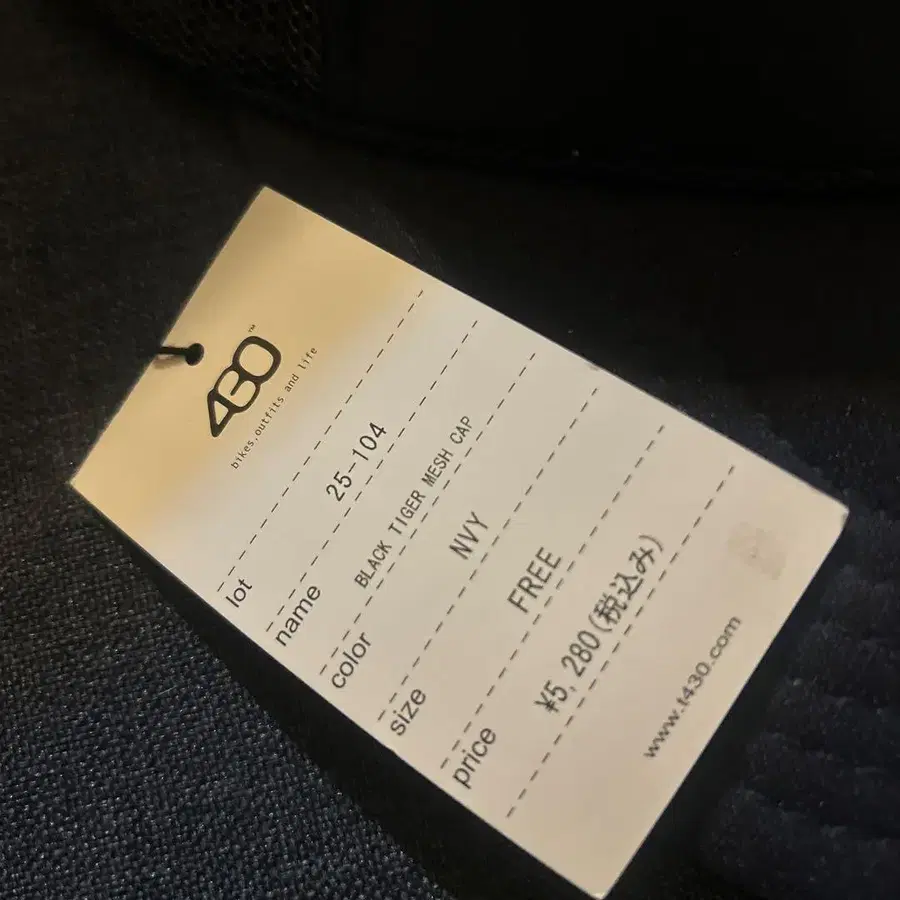 430™
bikes.outfits and life
lot 25-104
name BLACK TIGER MESH CAP
color NVY
size FREE
price ¥5,280(税込み)
www.t430.com